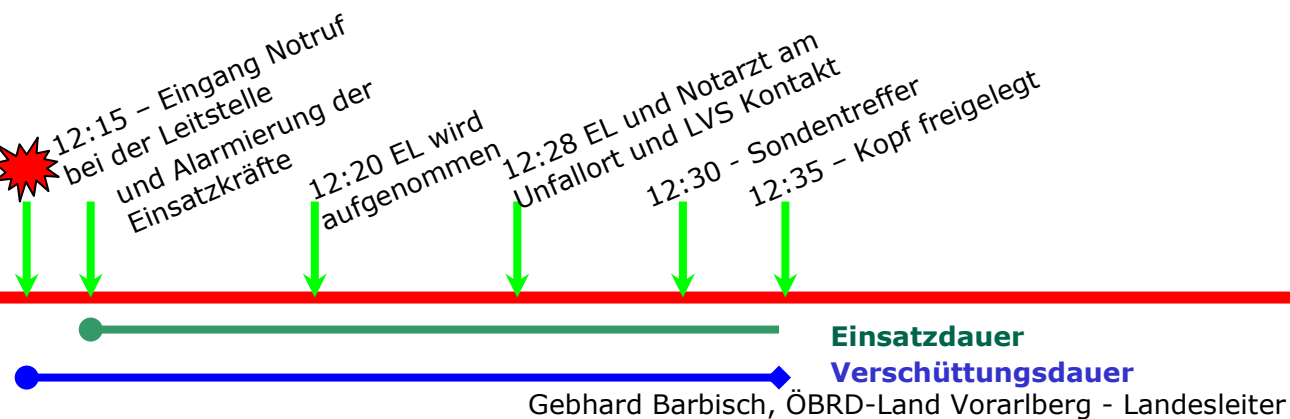 12:15 – Eingang Notruf
bei der Leitstelle
und Alarmierung der
Einsatzkräfte
12:20 EL wird
aufgenommen
12:28 EL und Notarzt am
Unfallort und LVS Kontakt
12:30 - Sondentreffer
12:35 – Kopf freigelegt
Einsatzdauer
Verschüttungsdauer
Gebhard Barbisch, ÖBRD-Land Vorarlberg - Landesleiter